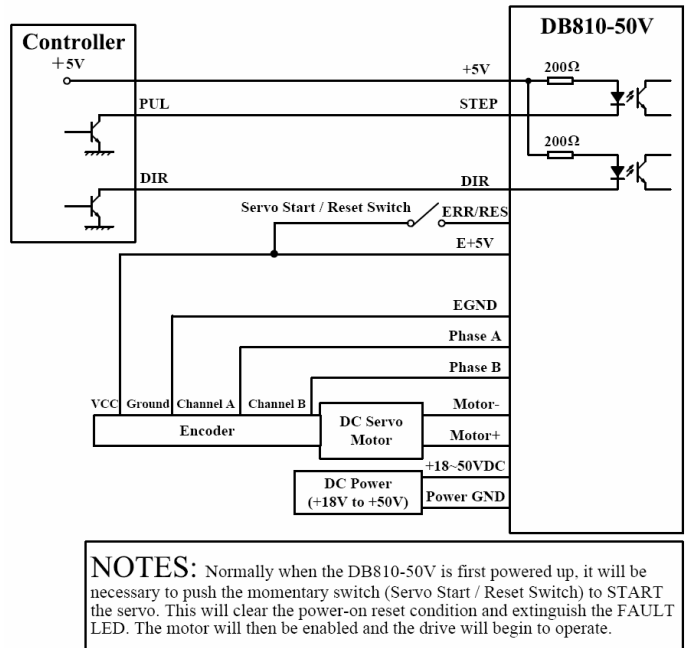 DB810-50V
Controller
+5V
+5V
200Ω
PUL
STEP
200Ω
DIR
DIR
Servo Start / Reset Switch
ERR/RES
E+5V
EGND
Phase A
Phase B
VCC Ground Channel A Channel B
Motor-
Encoder
DC Servo
Motor
Motor+
+18~50VDC
DC Power
(+18V to +50V)
Power GND
NOTES: Normally when the DB810-50V is first powered up, it will be
necessary to push the momentary switch (Servo Start / Reset Switch) to START
the servo. This will clear the power-on reset condition and extinguish the FAULT
LED. The motor will then be enabled and the drive will begin to operate.